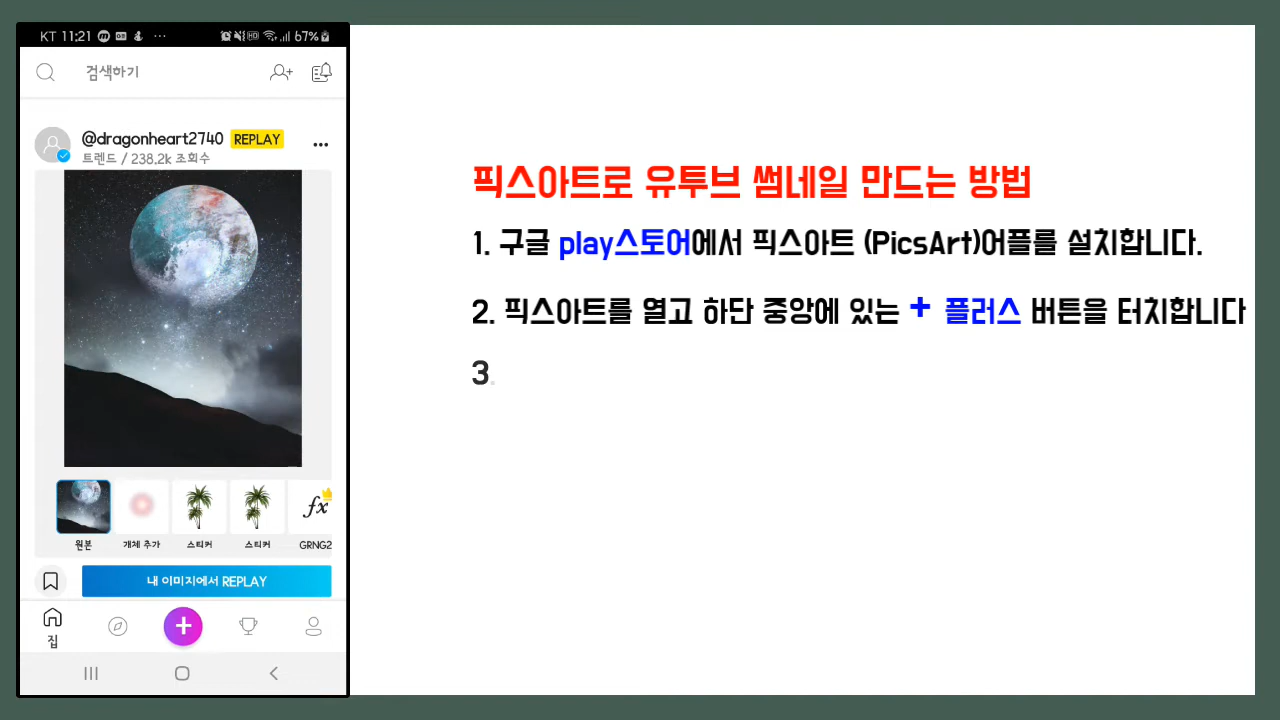 KT 11:21 ··· HD 67%
검색하기
@dragonheart2740 REPLAY
트렌드 / 238.2k 조회수
원본 개체 추가 스티커 스티커 fx GRNG2
내 이미지에서 REPLAY
집
픽스아트로 유투브 썸네일 만드는 방법
1. 구글 play스토어에서 픽스아트 (PicsArt)어플를 설치합니다.
2. 픽스아트를 열고 하단 중앙에 있는 + 플러스 버튼을 터치합니다
3.